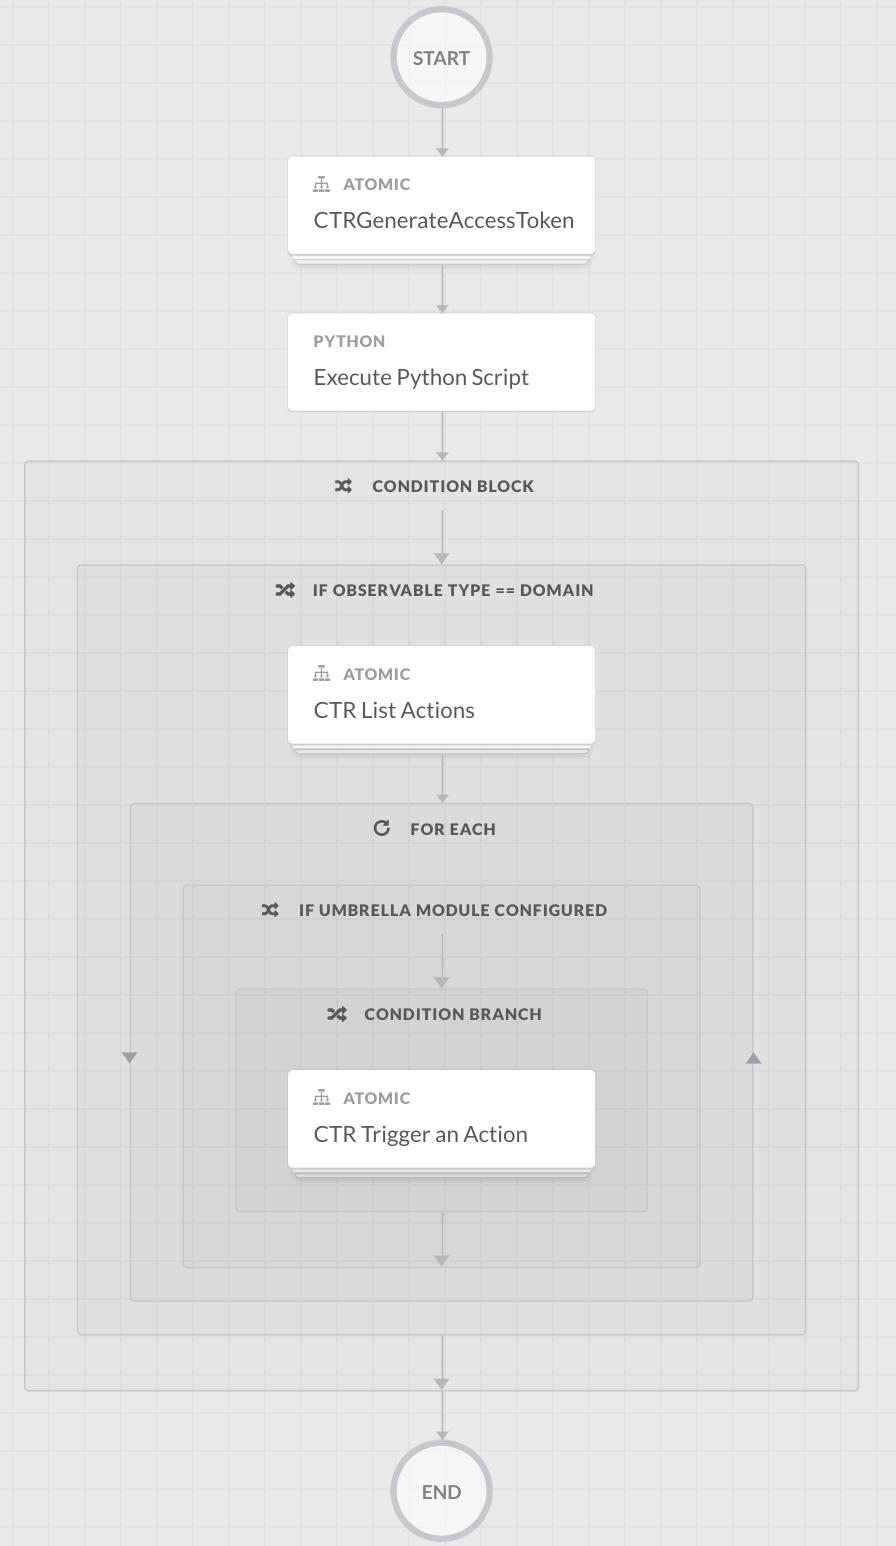 START
ATOMIC
CTRGenerateAccessToken
PYTHON
Execute Python Script
CONDITION BLOCK
IF OBSERVABLE TYPE == DOMAIN
ATOMIC
CTR List Actions
FOR EACH
IF UMBRELLA MODULE CONFIGURED
CONDITION BRANCH
ATOMIC
CTR Trigger an Action
END